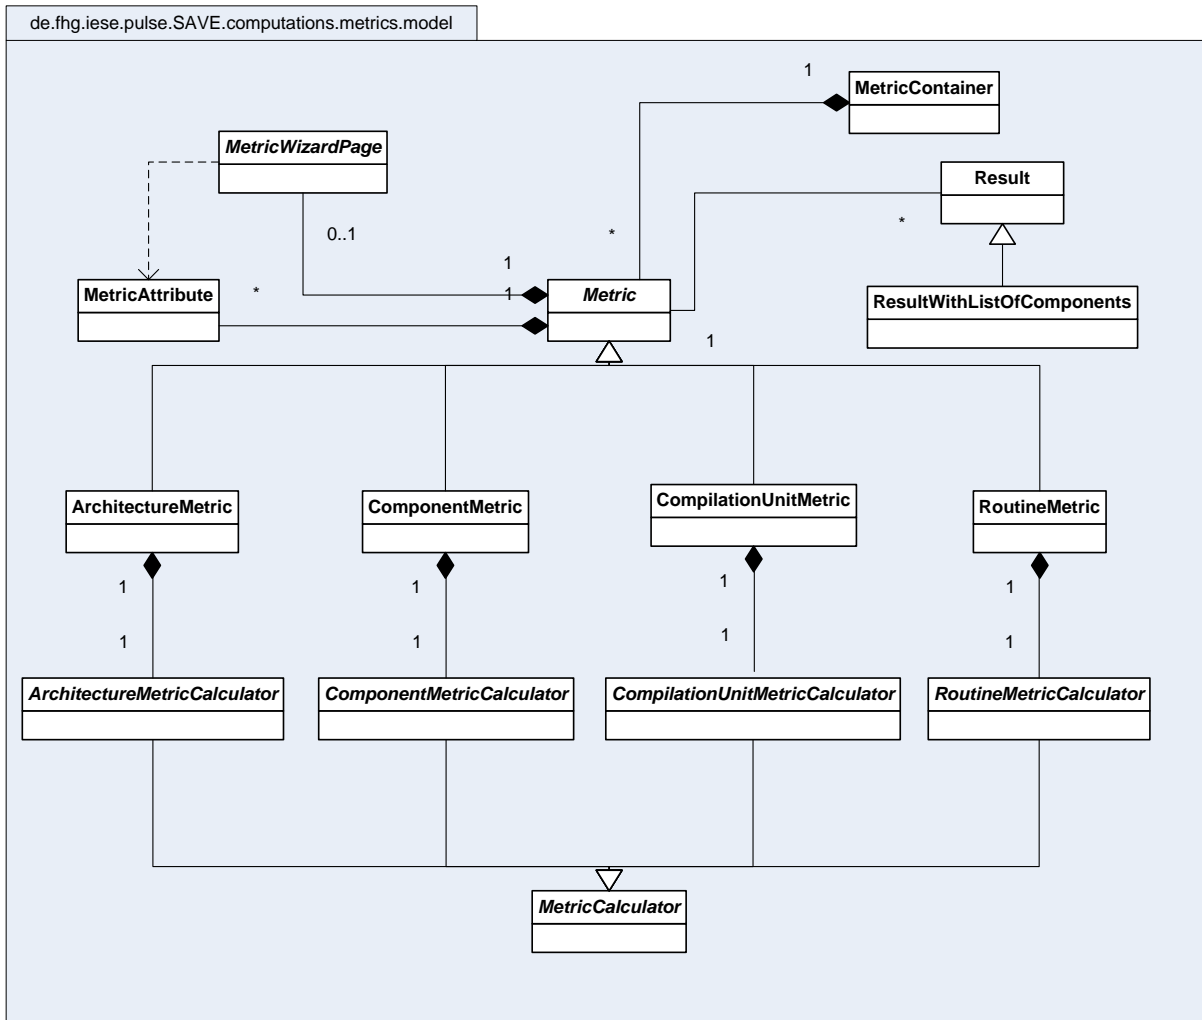 de.fhg.iese.pulse.SAVE.computations.metrics.model
1
MetricContainer
MetricWizardPage
Result
0..1
*
*
1
MetricAttribute
*
1
Metric
ResultWithListOfComponents
1
ArchitectureMetric
ComponentMetric
CompilationUnitMetric
RoutineMetric
1
1
1
1
1
1
1
1
ArchitectureMetricCalculator
ComponentMetricCalculator
CompilationUnitMetricCalculator
RoutineMetricCalculator
MetricCalculator